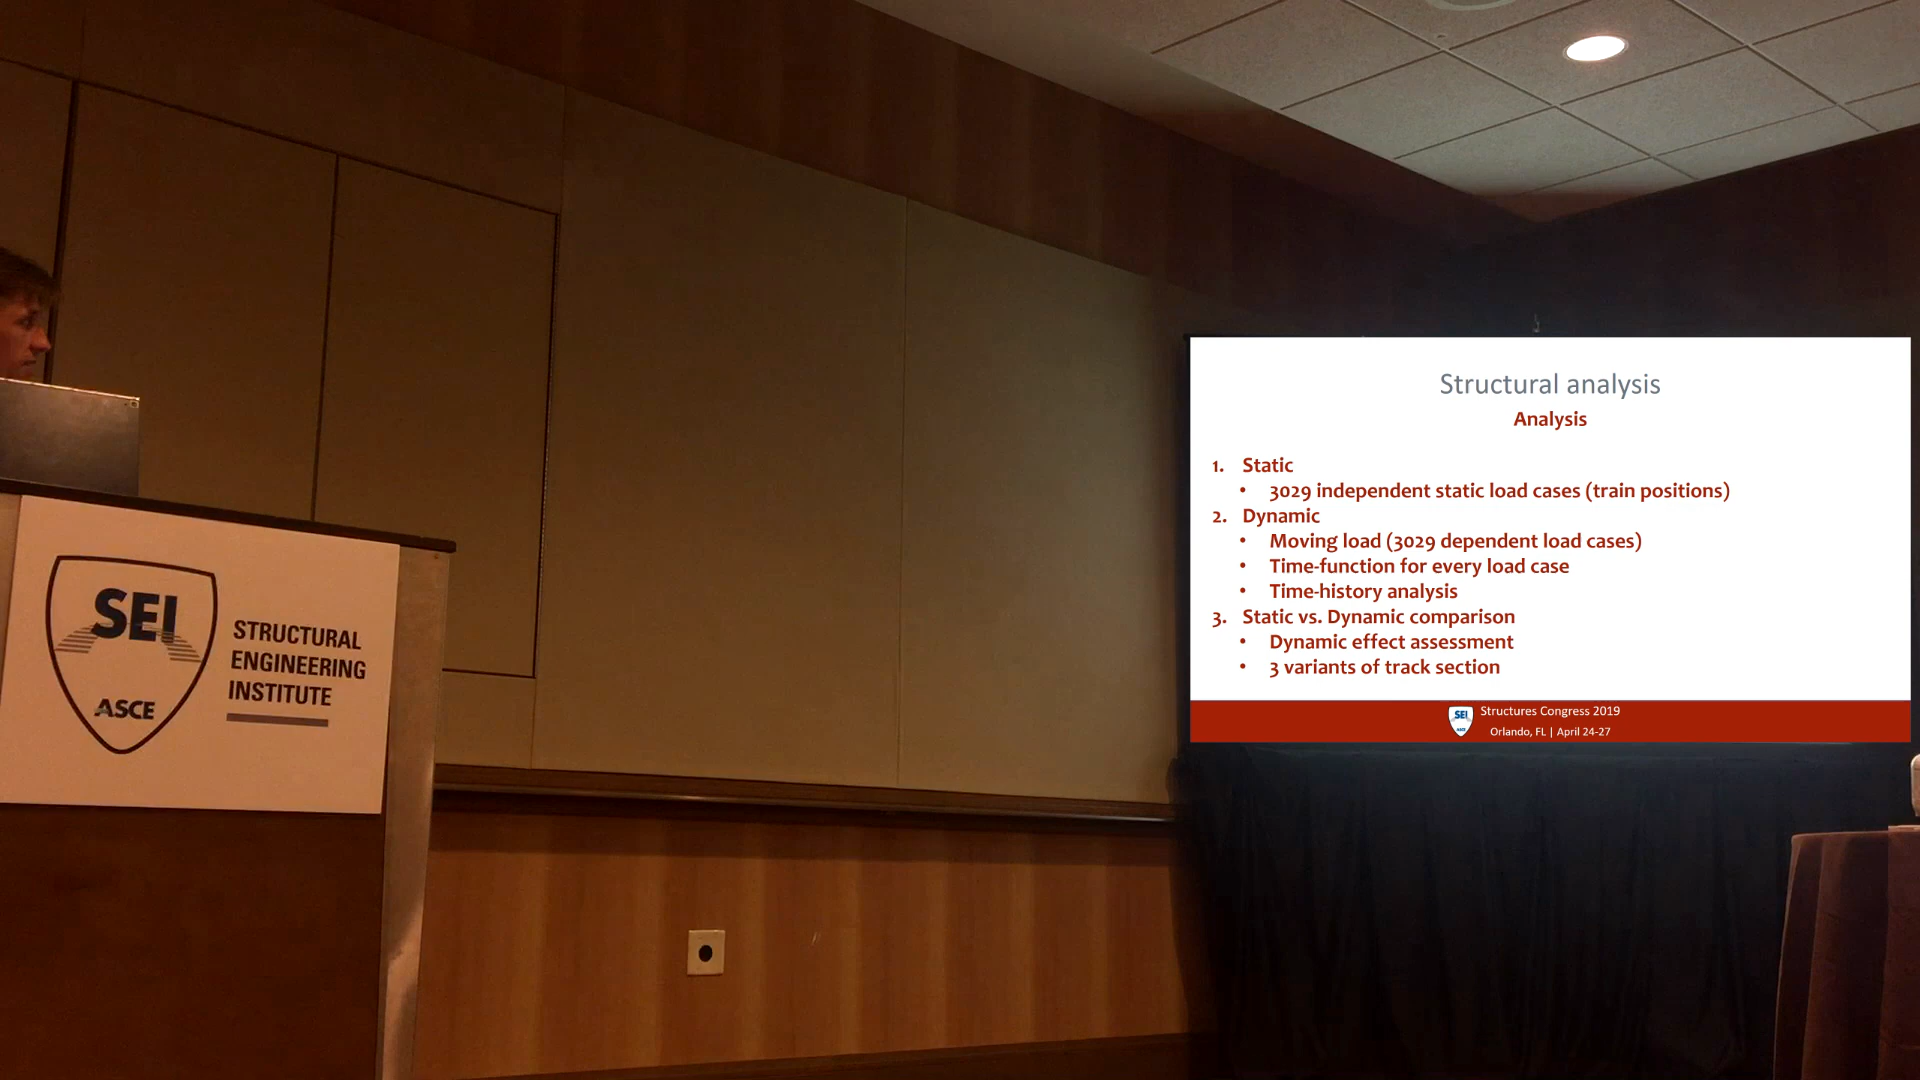 SEI
ASCE
STRUCTURAL
ENGINEERING
INSTITUTE
Structural analysis
Analysis
1. Static
• 3029 independent static load cases (train positions)
2. Dynamic
• Moving load (3029 dependent load cases)
• Time-function for every load case
• Time-history analysis
3. Static vs. Dynamic comparison
• Dynamic effect assessment
• 3 variants of track section
SEI
ASCE
Structures Congress 2019
Orlando, FL | April 24-27